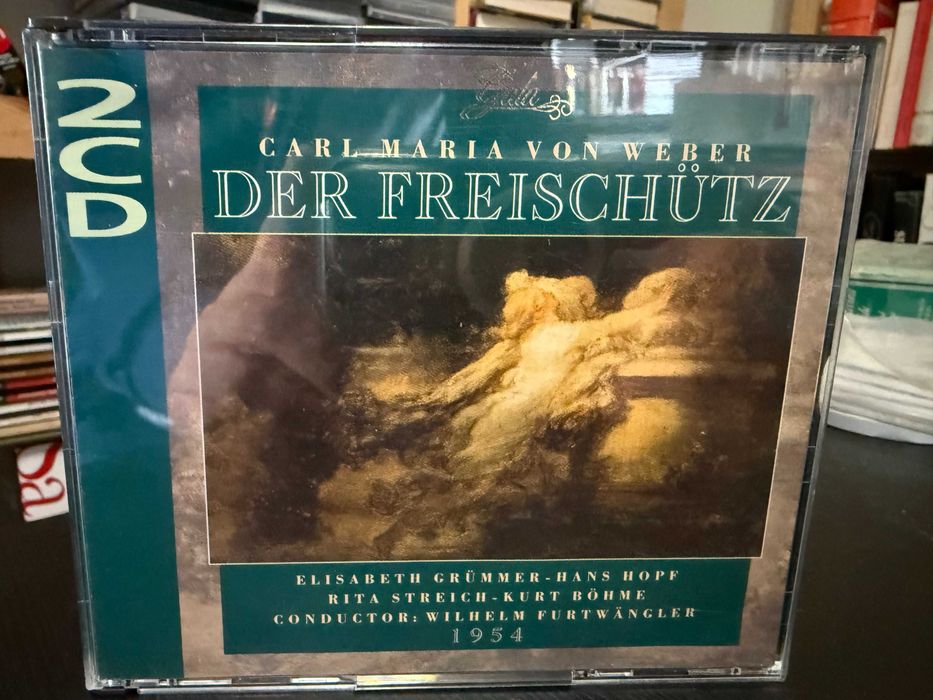 2CD
Gala
CARL MARIA VON WEBER
DER FREISCHÜTZ
ELISABETH GRÜMMER-HANS HOPF
RITA STREICH-KURT BÖHME
CONDUCTOR: WILHELM FURTWÄNGLER
1954
sa